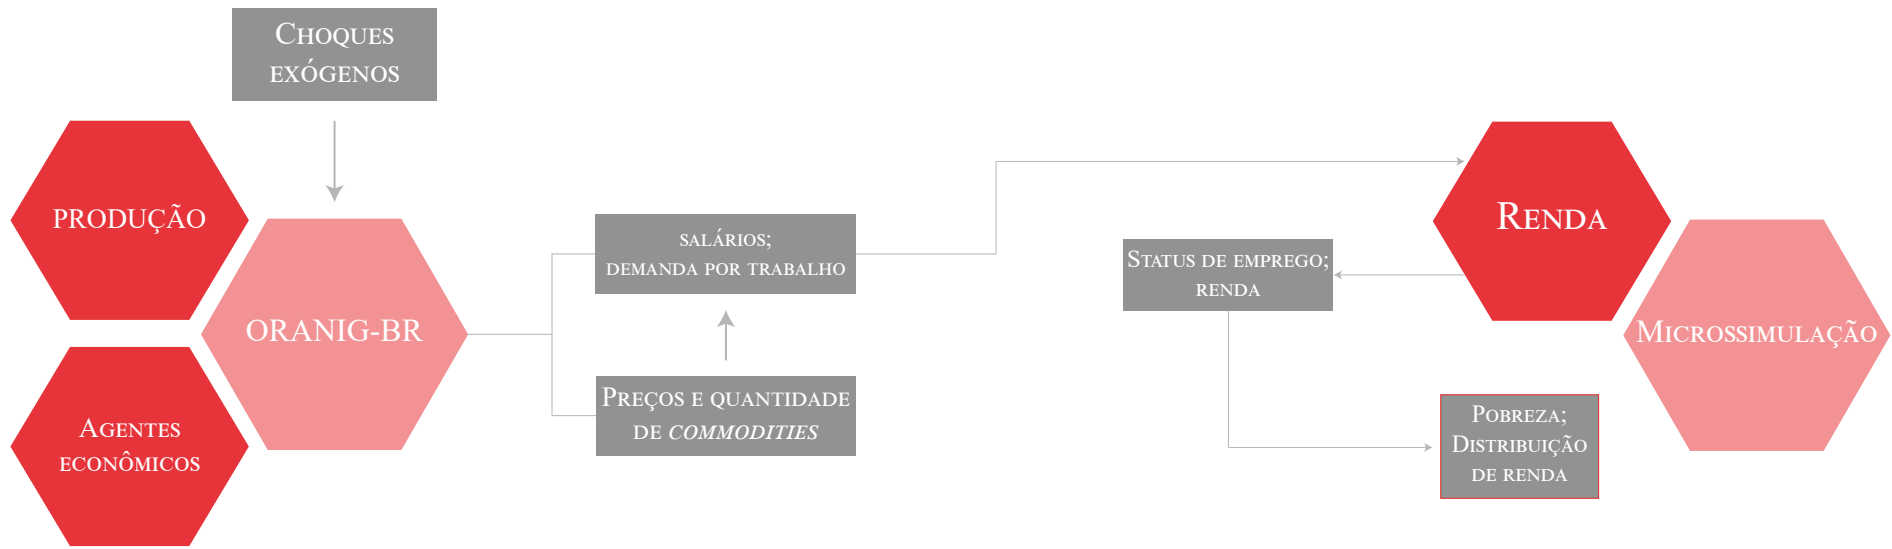 CHOQUES
EXÓGENOS
PRODUÇÃO
ORANIG-BR
AGENTES
ECONÔMICOS
SALÁRIOS;
DEMANDA POR TRABALHO
PREÇOS E QUANTIDADE
DE COMMODITIES
RENDA
STATUS DE EMPREGO;
RENDA
MICROSSIMULAÇÃO
POBREZA;
DISTRIBUIÇÃO
DE RENDA